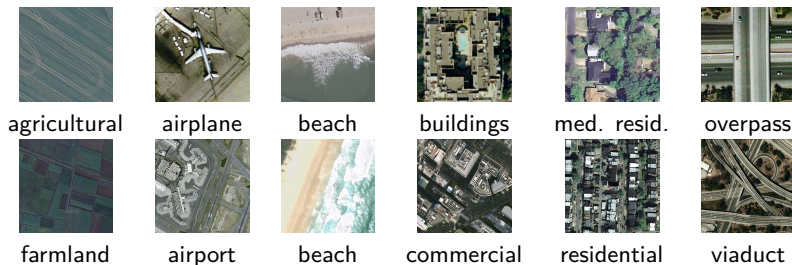 agricultural airplane beach buildings med. resid. overpass
farmland airport beach commercial residential viaduct